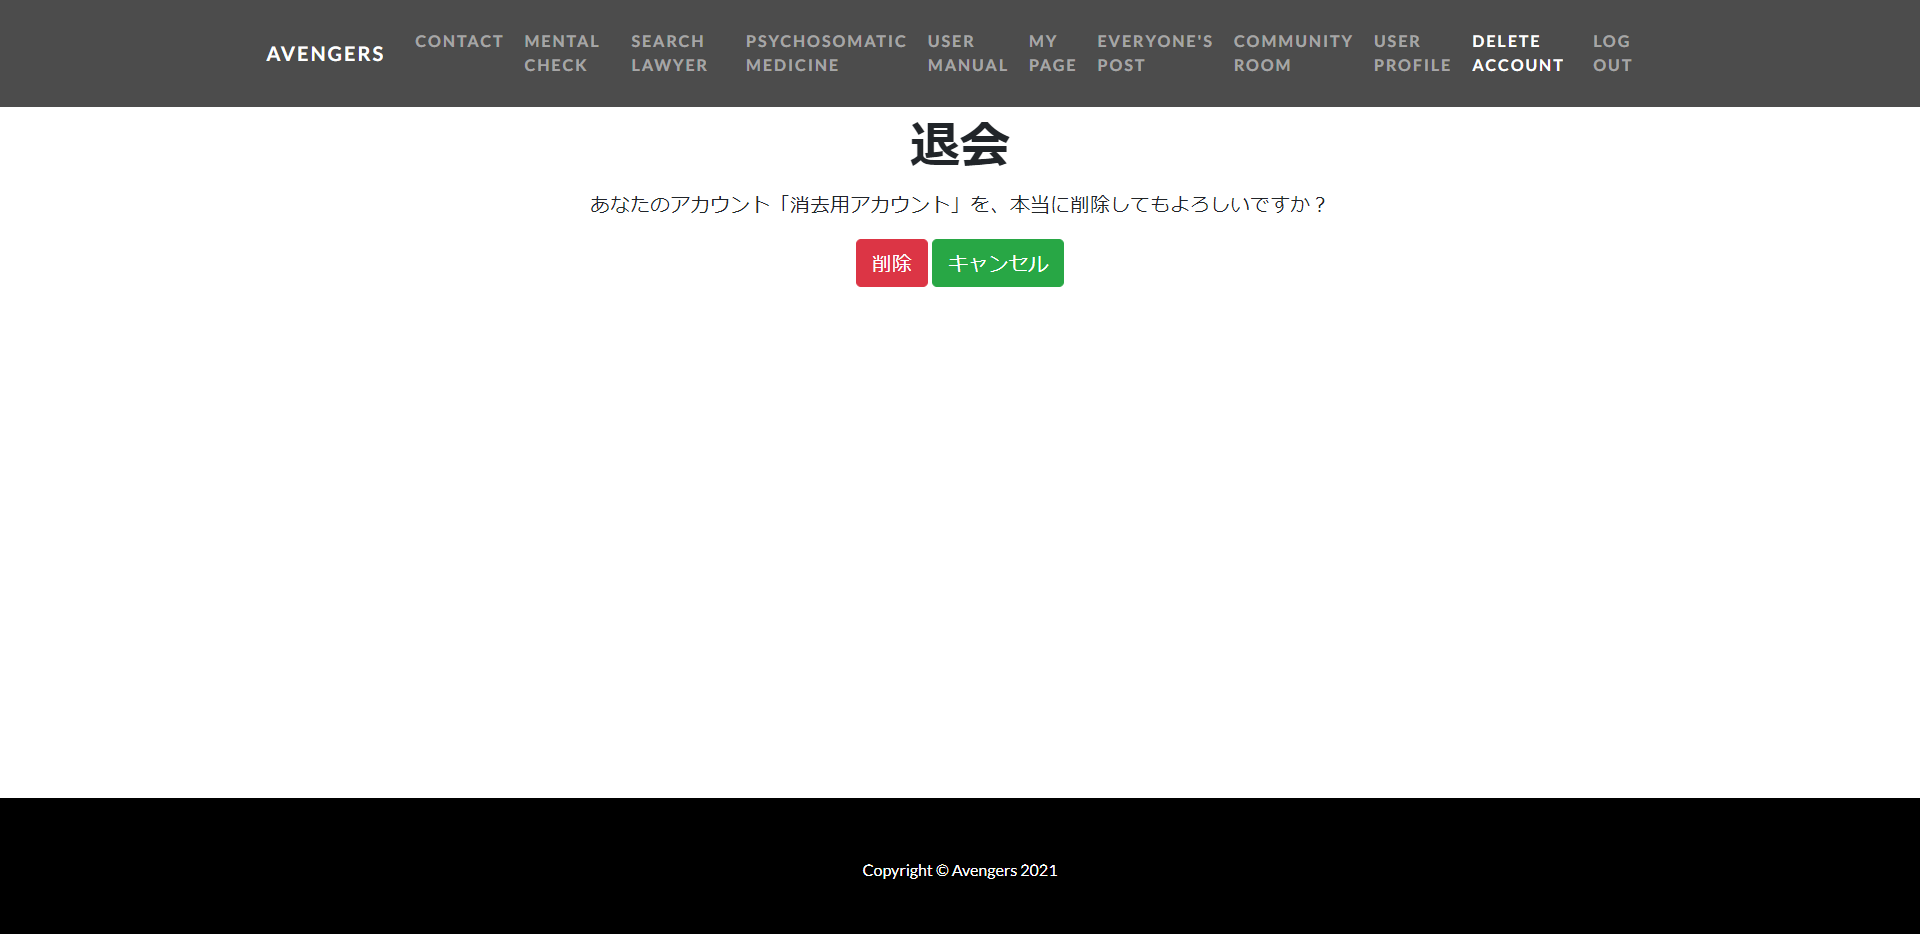 AVENGERS
CONTACT
MENTAL CHECK
SEARCH LAWYER
PSYCHOSOMATIC MEDICINE
USER MANUAL
MY PAGE
EVERYONE'S POST
COMMUNITY ROOM
USER PROFILE
DELETE ACCOUNT
LOG OUT
退会
あなたのアカウント「消去用アカウント」を、本当に削除してもよろしいですか？
削除
キャンセル
Copyright © Avengers 2021